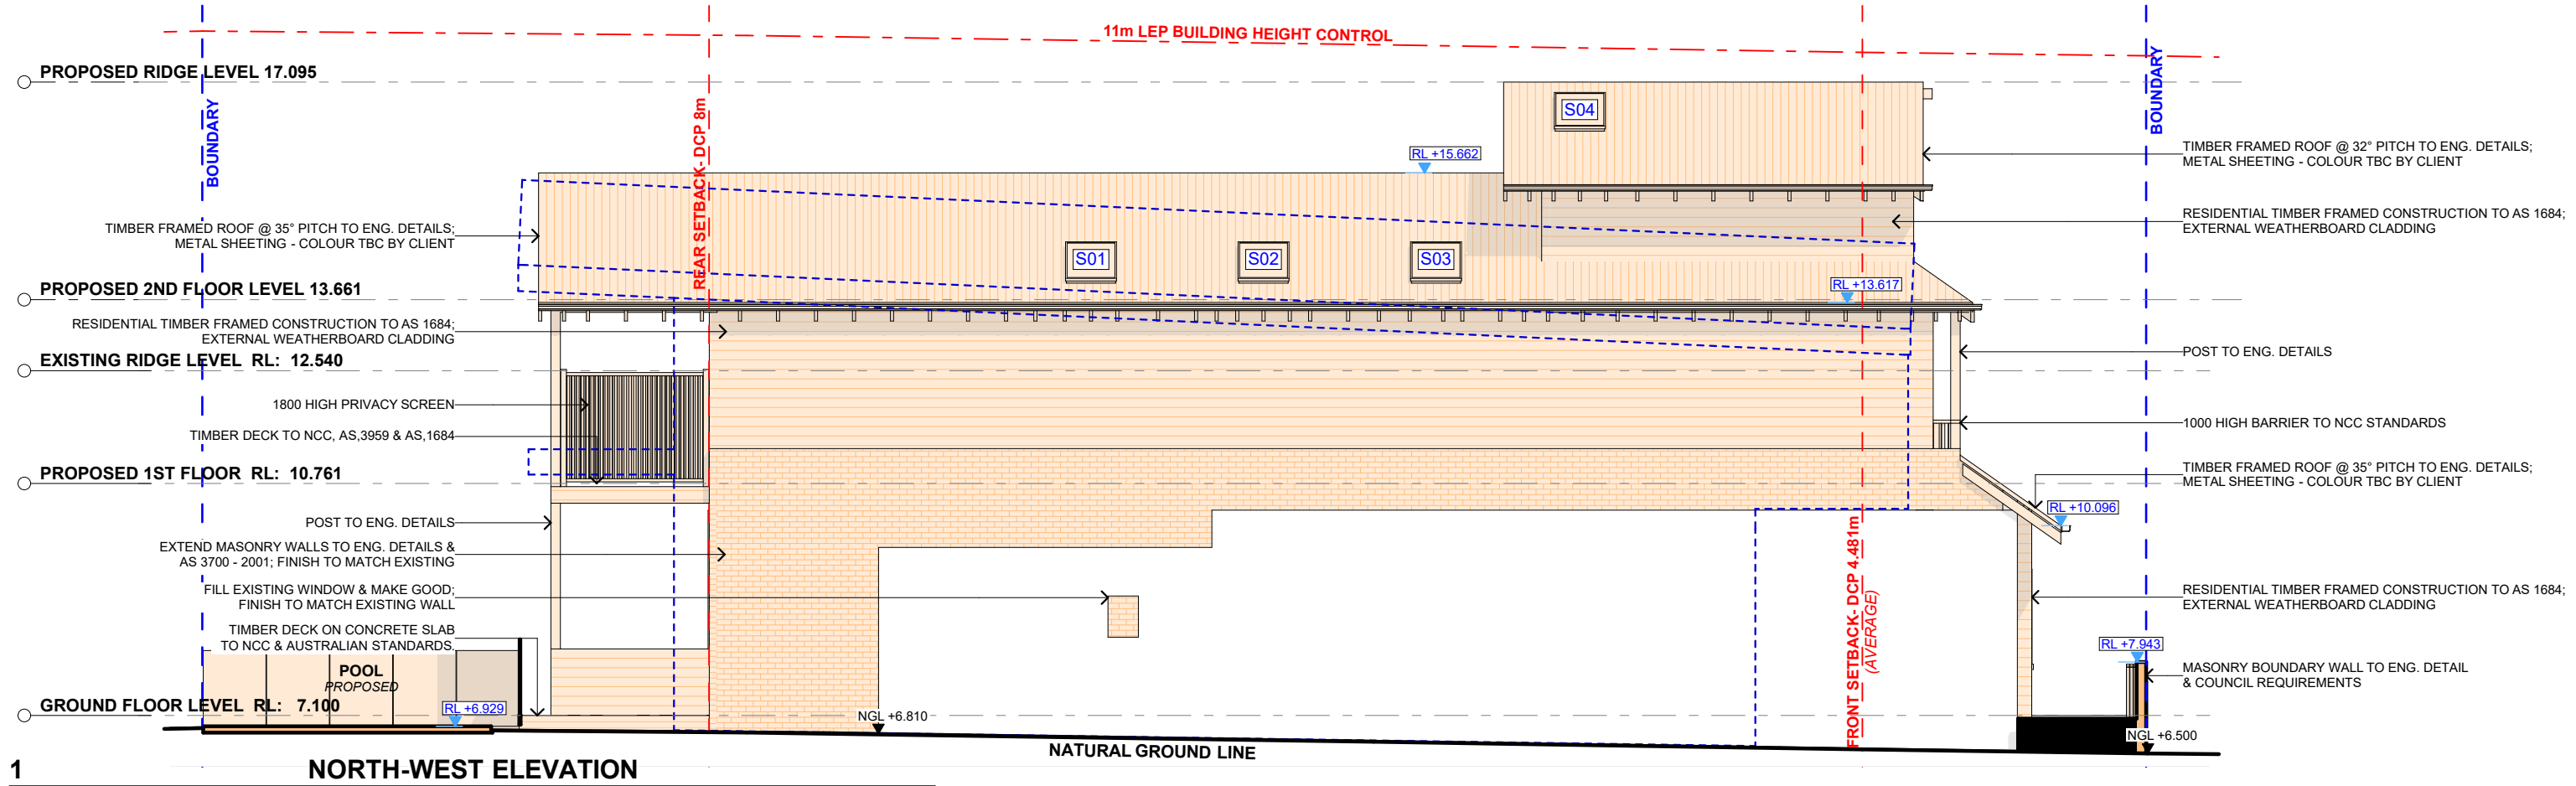 11m LEP BUILDING HEIGHT CONTROL
PROPOSED RIDGE LEVEL 17.095
BOUNDARY
REAR SETBACK- DCP 8m
BOUNDARY
S04
RL +15.662
TIMBER FRAMED ROOF @ 32° PITCH TO ENG. DETAILS;
METAL SHEETING - COLOUR TBC BY CLIENT
TIMBER FRAMED ROOF @ 35° PITCH TO ENG. DETAILS;
METAL SHEETING - COLOUR TBC BY CLIENT
RESIDENTIAL TIMBER FRAMED CONSTRUCTION TO AS 1684;
EXTERNAL WEATHERBOARD CLADDING
S01
S02
S03
PROPOSED 2ND FLOOR LEVEL 13.661
RL +13.617
RESIDENTIAL TIMBER FRAMED CONSTRUCTION TO AS 1684;
EXTERNAL WEATHERBOARD CLADDING
EXISTING RIDGE LEVEL RL: 12.540
POST TO ENG. DETAILS
1800 HIGH PRIVACY SCREEN
1000 HIGH BARRIER TO NCC STANDARDS
TIMBER DECK TO NCC, AS,3959 & AS,1684
PROPOSED 1ST FLOOR RL: 10.761
TIMBER FRAMED ROOF @ 35° PITCH TO ENG. DETAILS;
METAL SHEETING - COLOUR TBC BY CLIENT
RL +10.096
POST TO ENG. DETAILS
EXTEND MASONRY WALLS TO ENG. DETAILS &
AS 3700 - 2001; FINISH TO MATCH EXISTING
FILL EXISTING WINDOW & MAKE GOOD;
FINISH TO MATCH EXISTING WALL
FRONT SETBACK- DCP 4.481m
(AVERAGE)
RESIDENTIAL TIMBER FRAMED CONSTRUCTION TO AS 1684;
EXTERNAL WEATHERBOARD CLADDING
TIMBER DECK ON CONCRETE SLAB
TO NCC & AUSTRALIAN STANDARDS.
RL +7.943
POOL
PROPOSED
MASONRY BOUNDARY WALL TO ENG. DETAIL
& COUNCIL REQUIREMENTS
GROUND FLOOR LEVEL RL: 7.100
RL +6.929
NGL +6.810
NGL +6.500
NATURAL GROUND LINE
1
NORTH-WEST ELEVATION